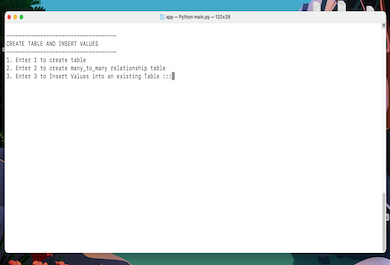 app — Python main.py — 122×28
-----------------------------------
CREATE TABLE AND INSERT VALUES
-----------------------------------
1. Enter 1 to create table
2. Enter 2 to create many_to_many relationship table
3. Enter 3 to Insert Values into an existing Table :::